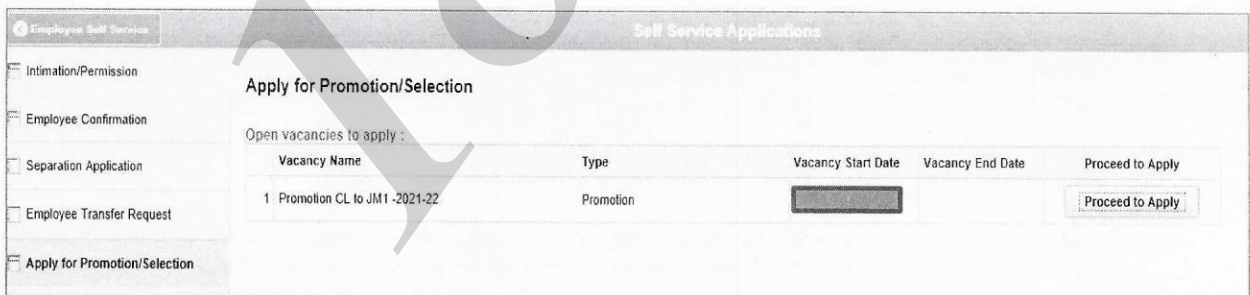 Employee Self Service
Self Service Applications
Intimation/Permission
Employee Confirmation
Separation Application
Employee Transfer Request
Apply for Promotion/Selection
Apply for Promotion/Selection
Open vacancies to apply :
Vacancy Name Type Vacancy Start Date Vacancy End Date Proceed to Apply
1 Promotion CL to JM1 -2021-22 Promotion Proceed to Apply